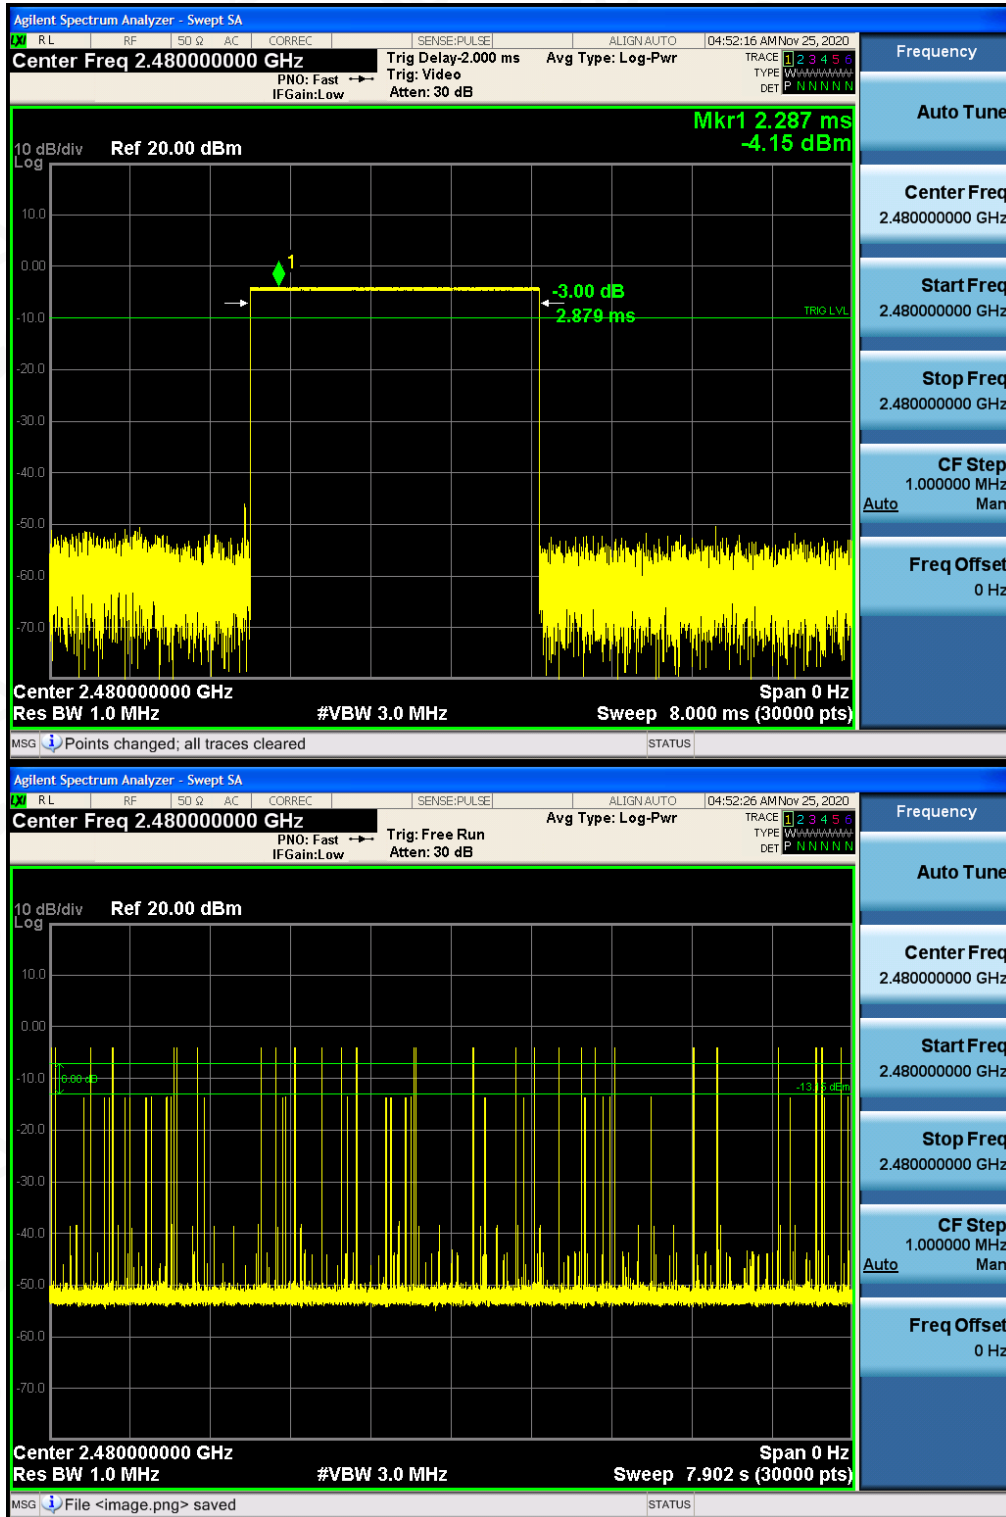 Agilent Spectrum Analyzer - Swept SA
LXI RL RF 50 Ω AC CORREC SENSE:PULSE ALIGN AUTO 04:52:16 AM Nov 25, 2020
Center Freq 2.480000000 GHz
PNO: Fast
IFGain:Low
Trig Delay-2.000 ms
Trig: Video
Atten: 30 dB
Avg Type: Log-Pwr
TRACE 1 2 3 4 5 6
TYPE WWWWWW
DET P N N N N N
Mkr1 2.287 ms
-4.15 dBm
10 dB/div Ref 20.00 dBm
Log
10.0
0.00
-10.0
-20.0
-30.0
-40.0
-50.0
-60.0
-70.0
1
-3.00 dB
2.879 ms
TRIG LVL
Center 2.480000000 GHz Span 0 Hz
Res BW 1.0 MHz #VBW 3.0 MHz Sweep 8.000 ms (30000 pts)
MSG Points changed; all traces cleared STATUS
Frequency
Auto Tune
Center Freq
2.480000000 GHz
Start Freq
2.480000000 GHz
Stop Freq
2.480000000 GHz
CF Step
1.000000 MHz
Auto Man
Freq Offset
0 Hz
Agilent Spectrum Analyzer - Swept SA
LXI RL RF 50 Ω AC CORREC SENSE:PULSE ALIGN AUTO 04:52:26 AM Nov 25, 2020
Center Freq 2.480000000 GHz
PNO: Fast
IFGain:Low
Trig: Free Run
Atten: 30 dB
Avg Type: Log-Pwr
TRACE 1 2 3 4 5 6
TYPE WWWWWW
DET P N N N N N
10 dB/div Ref 20.00 dBm
Log
10.0
0.00
-10.0
-20.0
-30.0
-40.0
-50.0
-60.0
-70.0
6.00 dB
-13.15 dBm
Center 2.480000000 GHz Span 0 Hz
Res BW 1.0 MHz #VBW 3.0 MHz Sweep 7.902 s (30000 pts)
MSG File <image.png> saved STATUS
Frequency
Auto Tune
Center Freq
2.480000000 GHz
Start Freq
2.480000000 GHz
Stop Freq
2.480000000 GHz
CF Step
1.000000 MHz
Auto Man
Freq Offset
0 Hz